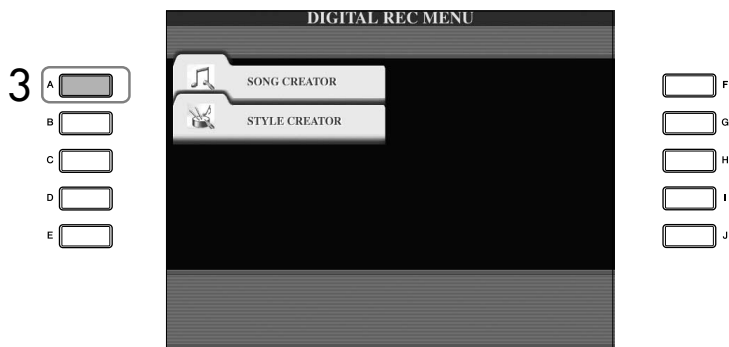 DIGITAL REC MENU
3
A
SONG CREATOR
F
B
STYLE CREATOR
G
C
H
D
I
E
J